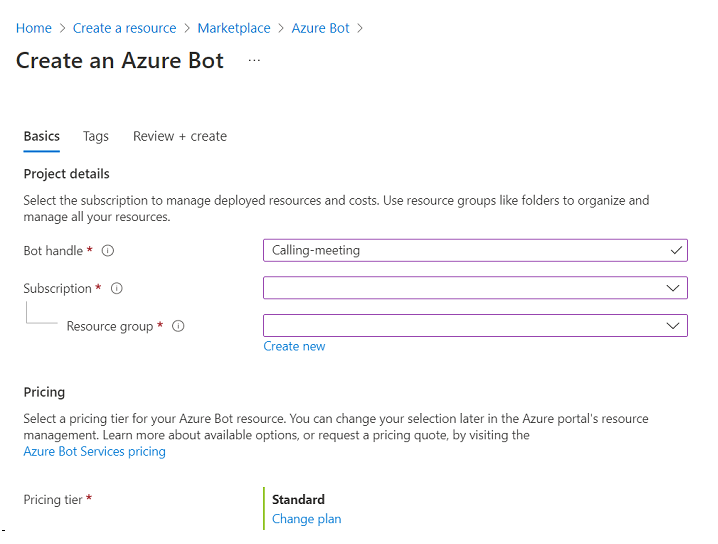 Home > Create a resource > Marketplace > Azure Bot >
Create an Azure Bot ...
Basics Tags Review + create
Project details
Select the subscription to manage deployed resources and costs. Use resource groups like folders to organize and
manage all your resources.
Bot handle * Calling-meeting
Subscription *
Resource group *
Create new
Pricing
Select a pricing tier for your Azure Bot resource. You can change your selection later in the Azure portal's resource
management. Learn more about available options, or request a pricing quote, by visiting the
Azure Bot Services pricing
Pricing tier * Standard
Change plan